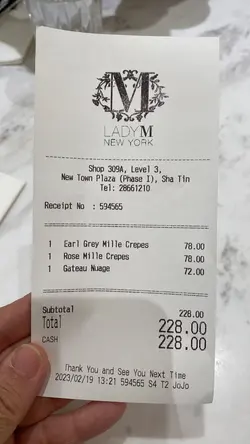 M
LADY M
NEW YORK
Shop 309A, Level 3,
New Town Plaza (Phase I), Sha Tin
Tel: 28661210
Receipt No : 594565
1 Earl Grey Mille Crepes 78.00
1 Rose Mille Crepes 78.00
1 Gateau Nuage 72.00
Subtotal 228.00
Total 228.00
CASH 228.00
Thank You and See You Next Time
2023/02/19 13:21 594565 S4 T2 JoJo